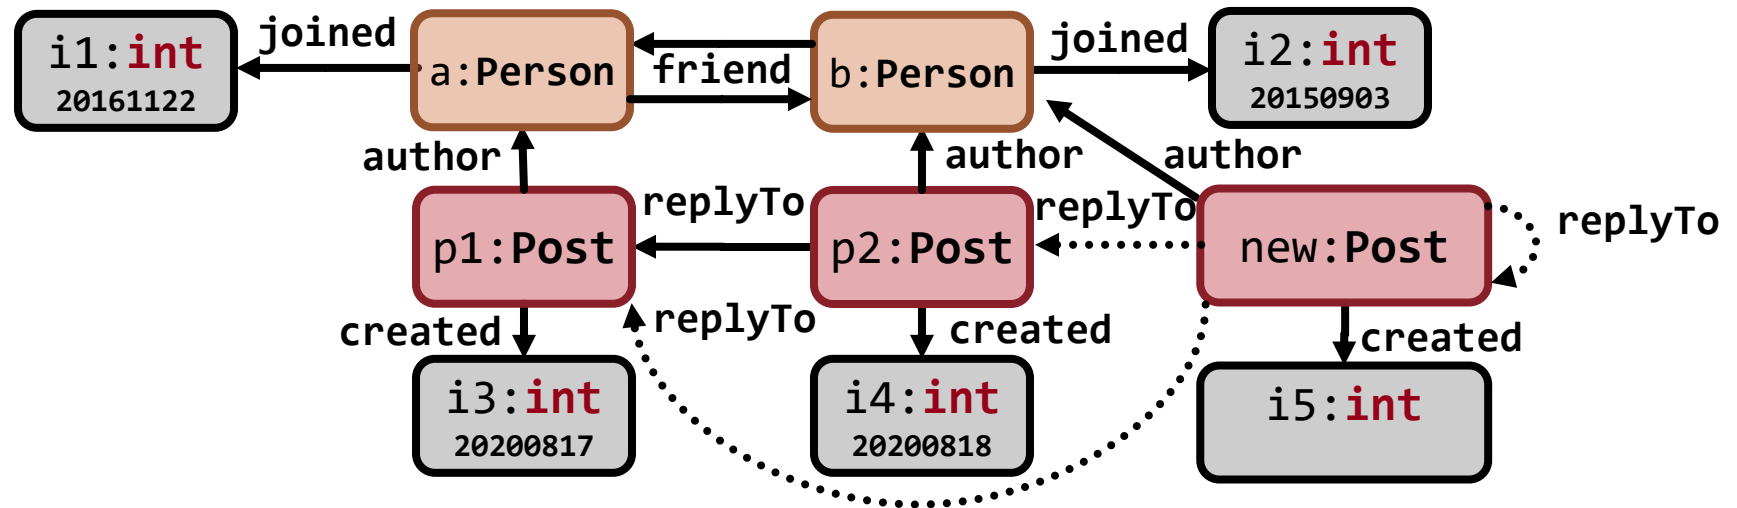 i1:int
20161122
joined
a:Person
friend
b:Person
joined
i2:int
20150903
author
author
author
p1:Post
replyTo
p2:Post
replyTo
new:Post
replyTo
created
replyTo
created
created
i3:int
20200817
i4:int
20200818
i5:int